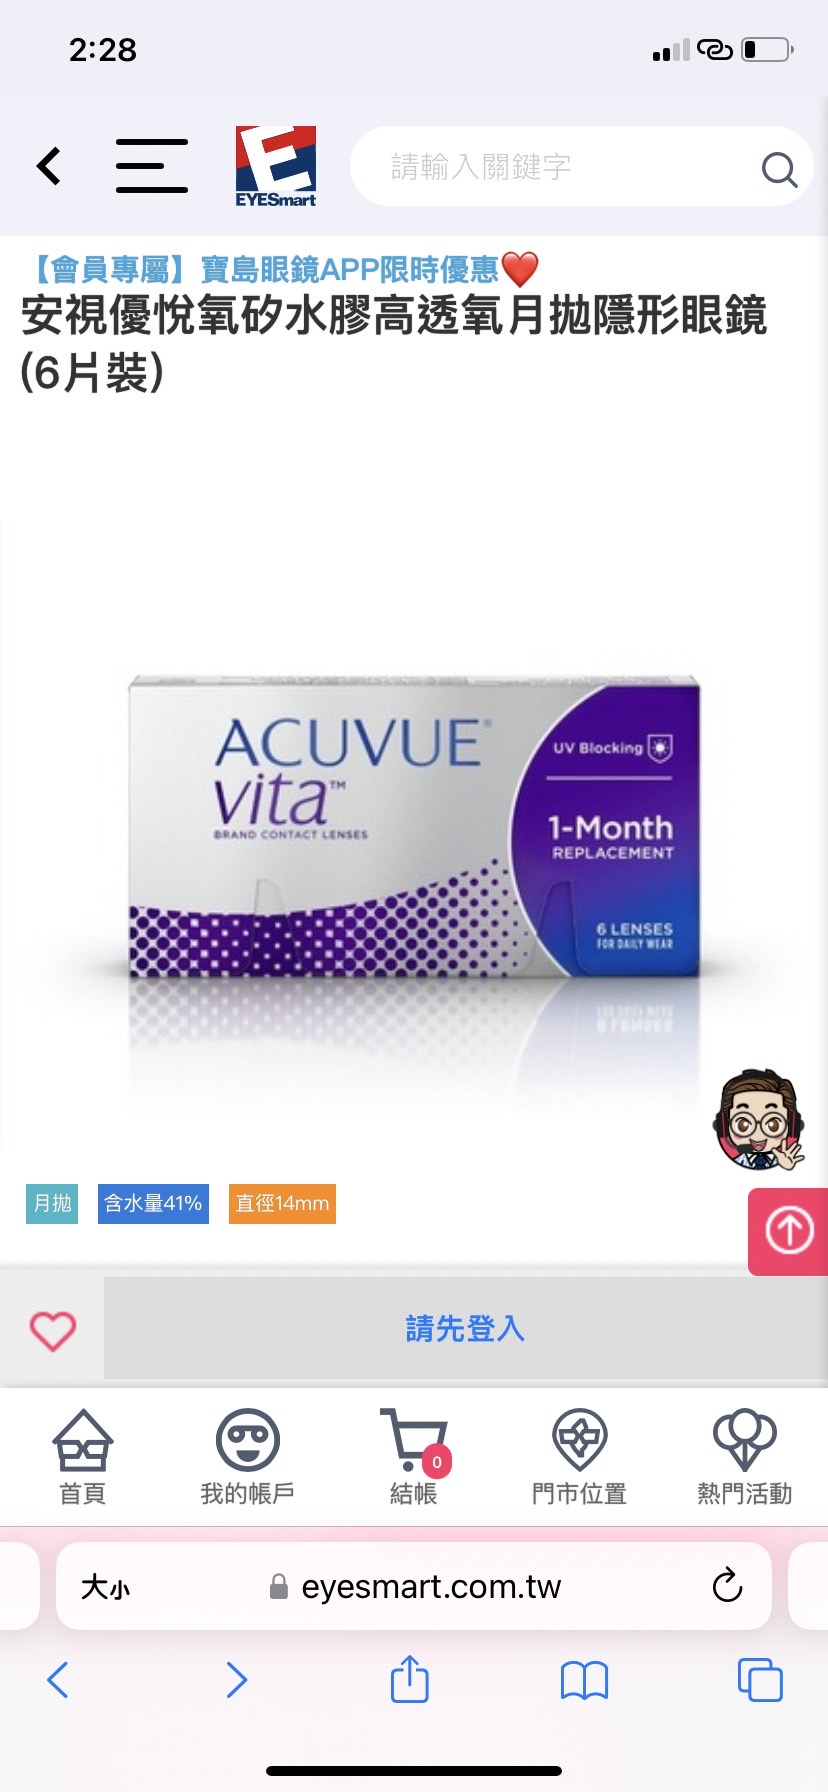 2:28
EYESmart
請輸入關鍵字
【會員專屬】寶島眼鏡APP限時優惠❤️
安視優悅氧矽水膠高透氧月拋隱形眼鏡
(6片裝)
ACUVUE®
vita™
BRAND CONTACT LENSES
UV Blocking
1-Month
REPLACEMENT
6 LENSES
FOR DAILY WEAR
月拋 含水量41% 直徑14mm
請先登入
0
首頁 我的帳戶 結帳 門市位置 熱門活動
大小 eyesmart.com.tw